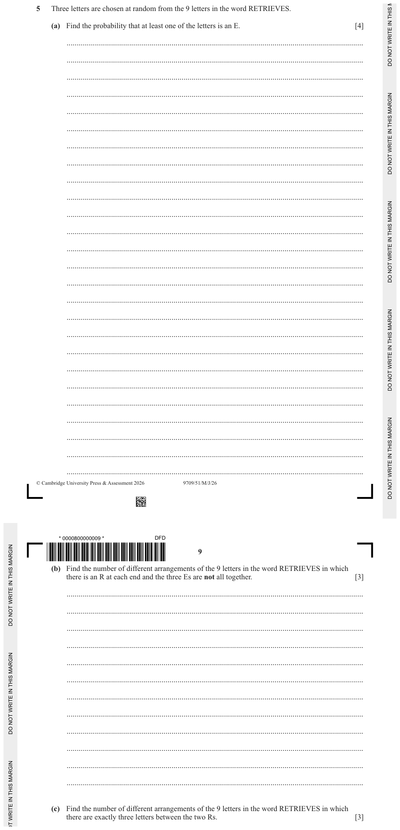 5 Three letters are chosen at random from the 9 letters in the word RETRIEVES.
(a) Find the probability that at least one of the letters is an E. [4]
DO NOT WRITE IN THIS MARGIN
DO NOT WRITE IN THIS MARGIN
DO NOT WRITE IN THIS MARGIN
DO NOT WRITE IN THIS MARGIN
DO NOT WRITE IN THIS MARGIN
© Cambridge University Press & Assessment 2026 9709/51/M/J/26
* 0000800000009 * DFD
9
(b) Find the number of different arrangements of the 9 letters in the word RETRIEVES in which
there is an R at each end and the three Es are not all together. [3]
DO NOT WRITE IN THIS MARGIN
DO NOT WRITE IN THIS MARGIN
OT WRITE IN THIS MARGIN
(c) Find the number of different arrangements of the 9 letters in the word RETRIEVES in which
there are exactly three letters between the two Rs. [3]